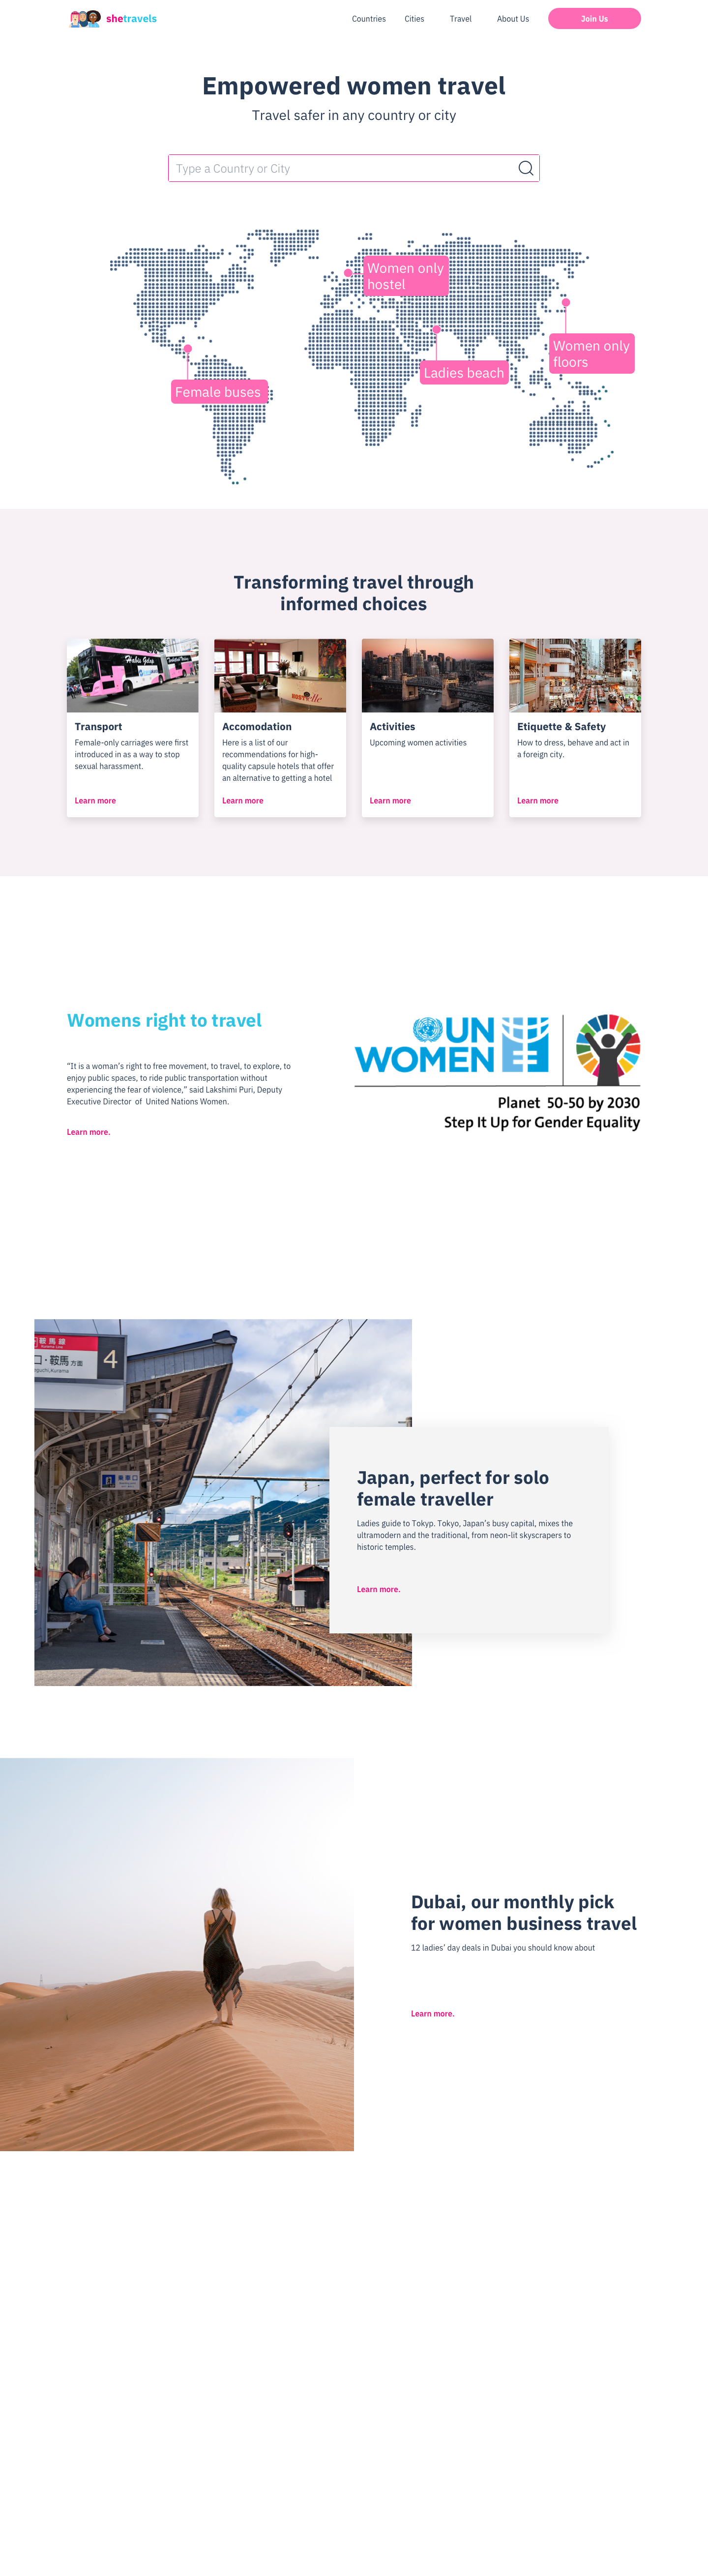 shetravels
Countries
Cities
Travel
About Us
Join Us
Empowered women travel
Travel safer in any country or city
Type a Country or City
Women only
hostel
Women only
floors
Ladies beach
Female buses
Transforming travel through
informed choices
Transport
Female-only carriages were first
introduced in as a way to stop
sexual harassment.
Learn more
Accomodation
Here is a list of our
recommendations for high-
quality capsule hotels that offer
an alternative to getting a hotel
Learn more
Activities
Upcoming women activities
Learn more
Etiquette & Safety
How to dress, behave and act in
a foreign city.
Learn more
Womens right to travel
“It is a woman’s right to free movement, to travel, to explore, to
enjoy public spaces, to ride public transportation without
experiencing the fear of violence,” said Lakshimi Puri, Deputy
Executive Director of United Nations Women.
Learn more.
UN
WOMEN
Planet 50-50 by 2030
Step It Up for Gender Equality
4
Japan, perfect for solo
female traveller
Ladies guide to Tokyp. Tokyo, Japan’s busy capital, mixes the
ultramodern and the traditional, from neon-lit skyscrapers to
historic temples.
Learn more.
Dubai, our monthly pick
for women business travel
12 ladies’ day deals in Dubai you should know about
Learn more.